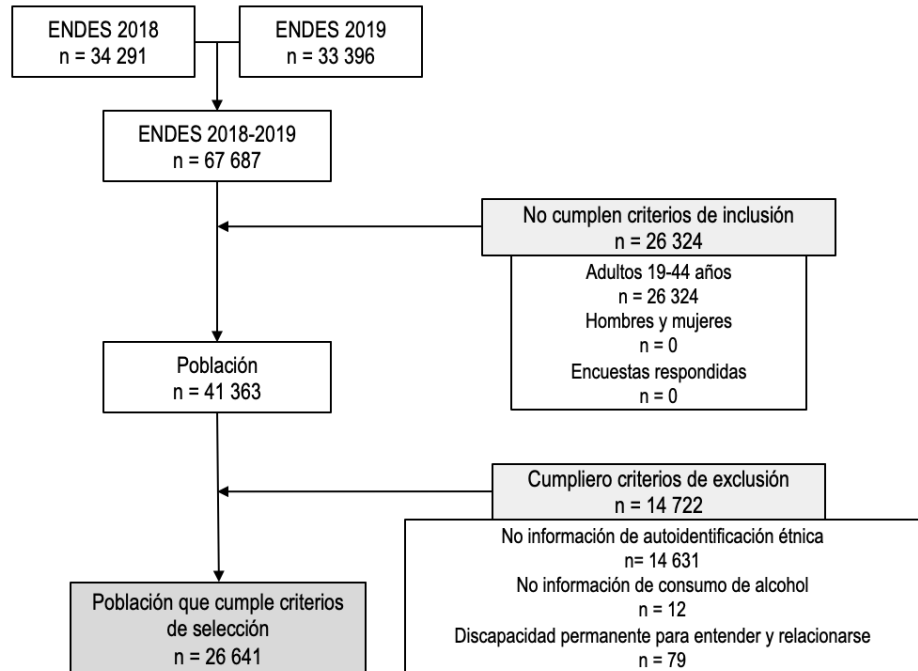 ENDES 2018
n = 34 291
ENDES 2019
n = 33 396
ENDES 2018-2019
n = 67 687
No cumplen criterios de inclusión
n = 26 324
Adultos 19-44 años
n = 26 324
Hombres y mujeres
n = 0
Encuestas respondidas
n = 0
Población
n = 41 363
Cumpliero criterios de exclusión
n = 14 722
No información de autoidentificación étnica
n= 14 631
No información de consumo de alcohol
n = 12
Discapacidad permanente para entender y relacionarse
n = 79
Población que cumple criterios
de selección
n = 26 641